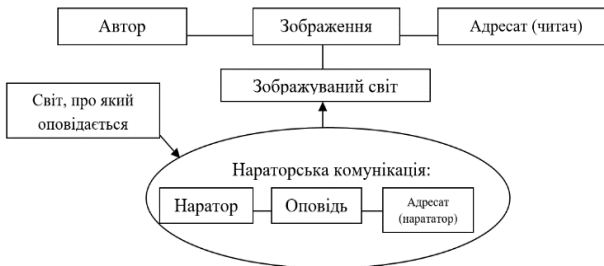 Автор
Зображення
Адресат (читач)
Зображуваний світ
Світ, про який
оповідається
Нараторська комунікація:
Наратор
Оповідь
Адресат
(нарататор)